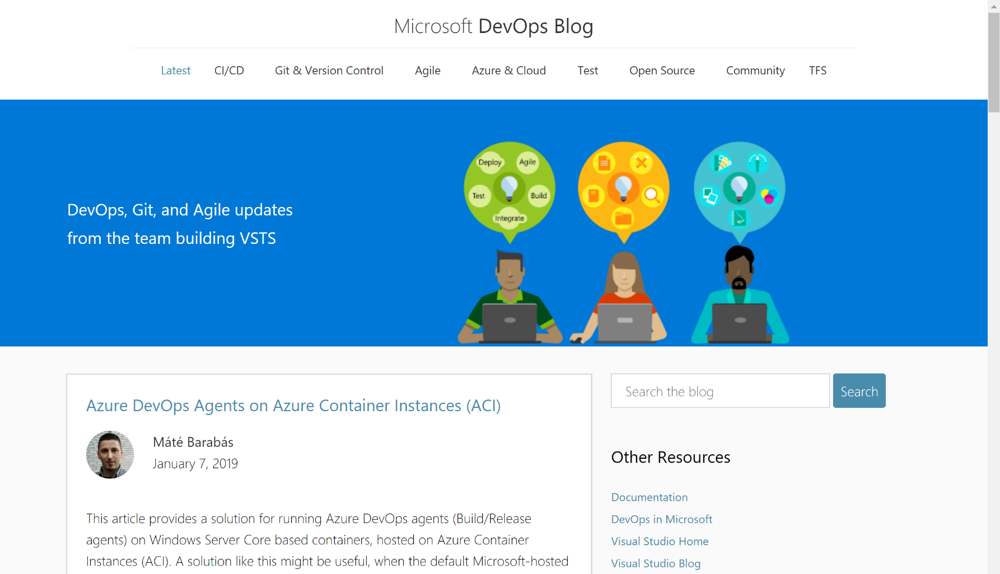 Microsoft DevOps Blog
Latest CI/CD Git & Version Control Agile Azure & Cloud Test Open Source Community TFS
DevOps, Git, and Agile updates
from the team building VSTS
Deploy Agile
Test Build
Integrate
Azure DevOps Agents on Azure Container Instances (ACI)
Máté Barabás
January 7, 2019
This article provides a solution for running Azure DevOps agents (Build/Release
agents) on Windows Server Core based containers, hosted on Azure Container
Instances (ACI). A solution like this might be useful, when the default Microsoft-hosted
Search the blog Search
Other Resources
Documentation
DevOps in Microsoft
Visual Studio Home
Visual Studio Blog